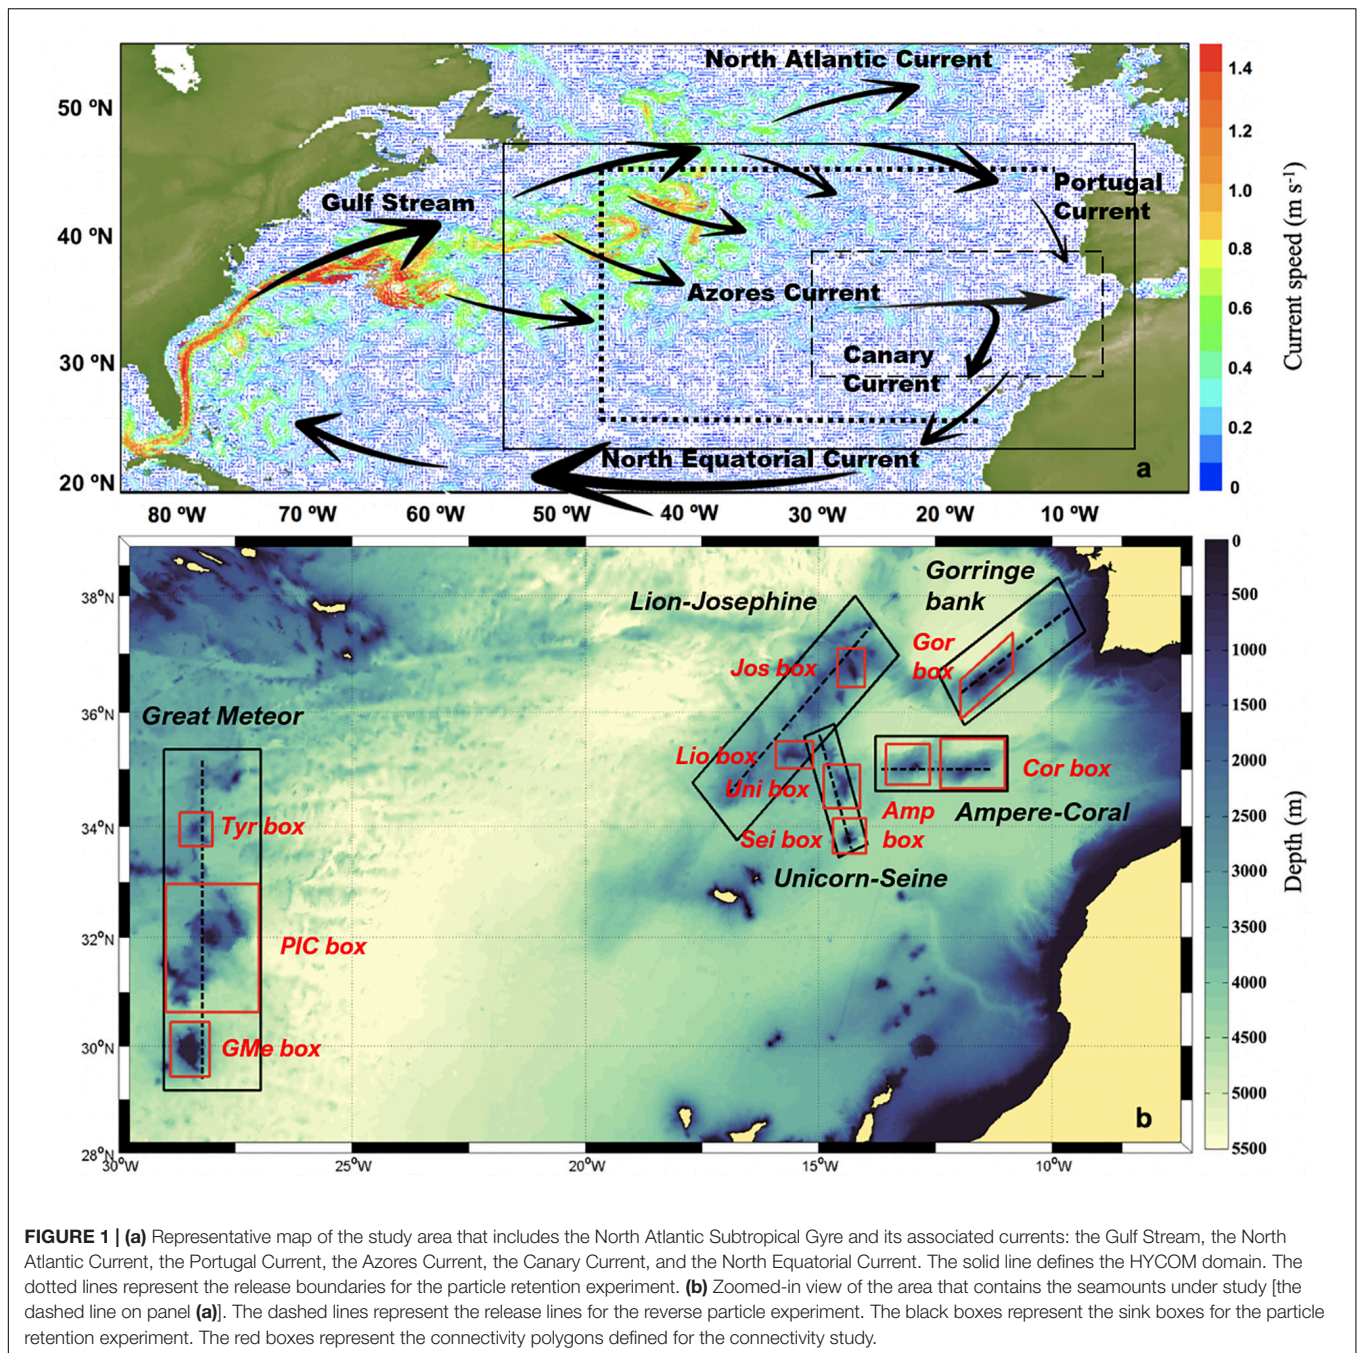 North Atlantic Current
50 ºN
Portugal
Current
Gulf Stream
40 ºN
Azores Current
30 ºN
Canary
Current
North Equatorial Current
20 ºN
a
80 ºW
70 ºW
60 ºW
50 ºW
40 ºW
30 ºW
20 ºW
10 ºW
1.4
1.2
1.0
0.8
0.6
0.4
0.2
0
Current speed (m s⁻¹)
38°N
36°N
34°N
32°N
30°N
28°N
30°W
25°W
20°W
15°W
10°W
Gorringe
bank
Lion-Josephine
Gor
box
Jos box
Great Meteor
Lio box
Uni box
Cor box
Amp
box
Ampere-Coral
Tyr box
Sei box
Unicorn-Seine
PIC box
GMe box
b
0
500
1000
1500
2000
2500
3000
3500
4000
4500
5000
5500
Depth (m)
FIGURE 1 | (a) Representative map of the study area that includes the North Atlantic Subtropical Gyre and its associated currents: the Gulf Stream, the North
Atlantic Current, the Portugal Current, the Azores Current, the Canary Current, and the North Equatorial Current. The solid line defines the HYCOM domain. The
dotted lines represent the release boundaries for the particle retention experiment. (b) Zoomed-in view of the area that contains the seamounts under study [the
dashed line on panel (a)]. The dashed lines represent the release lines for the reverse particle experiment. The black boxes represent the sink boxes for the particle
retention experiment. The red boxes represent the connectivity polygons defined for the connectivity study.